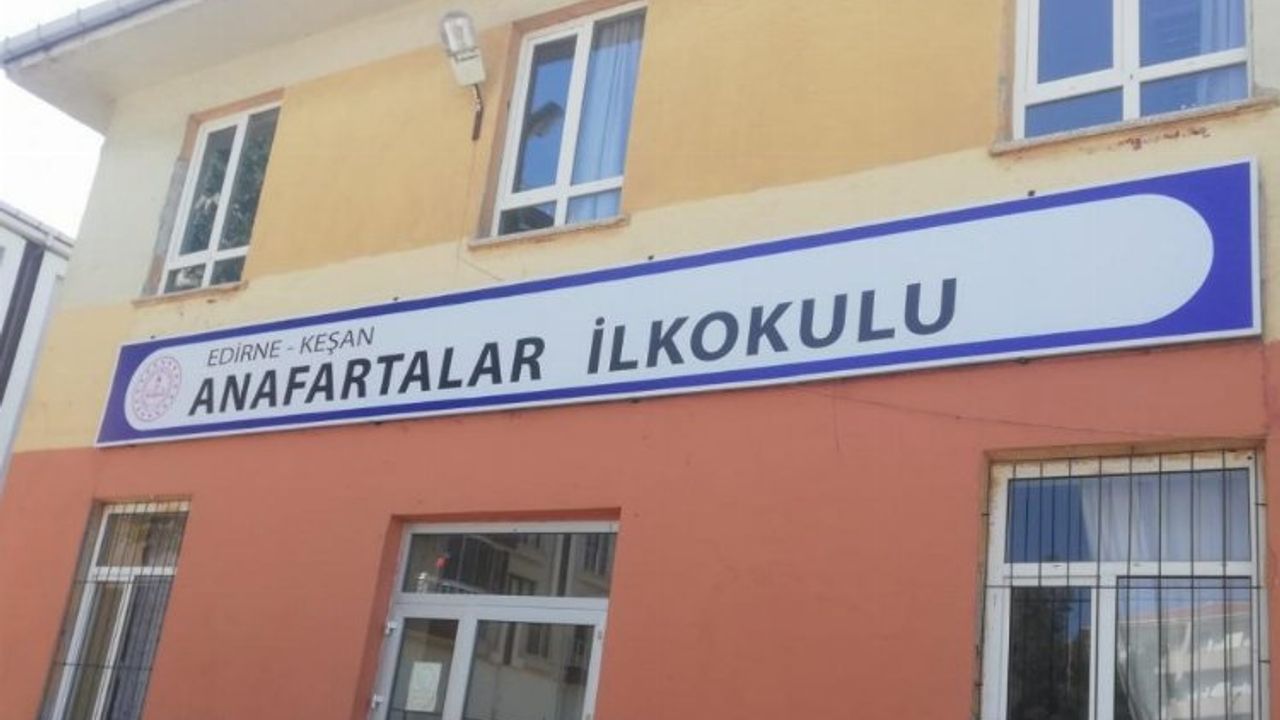 EDİRNE - KEŞAN
ANAFARTALAR İLKOKULU